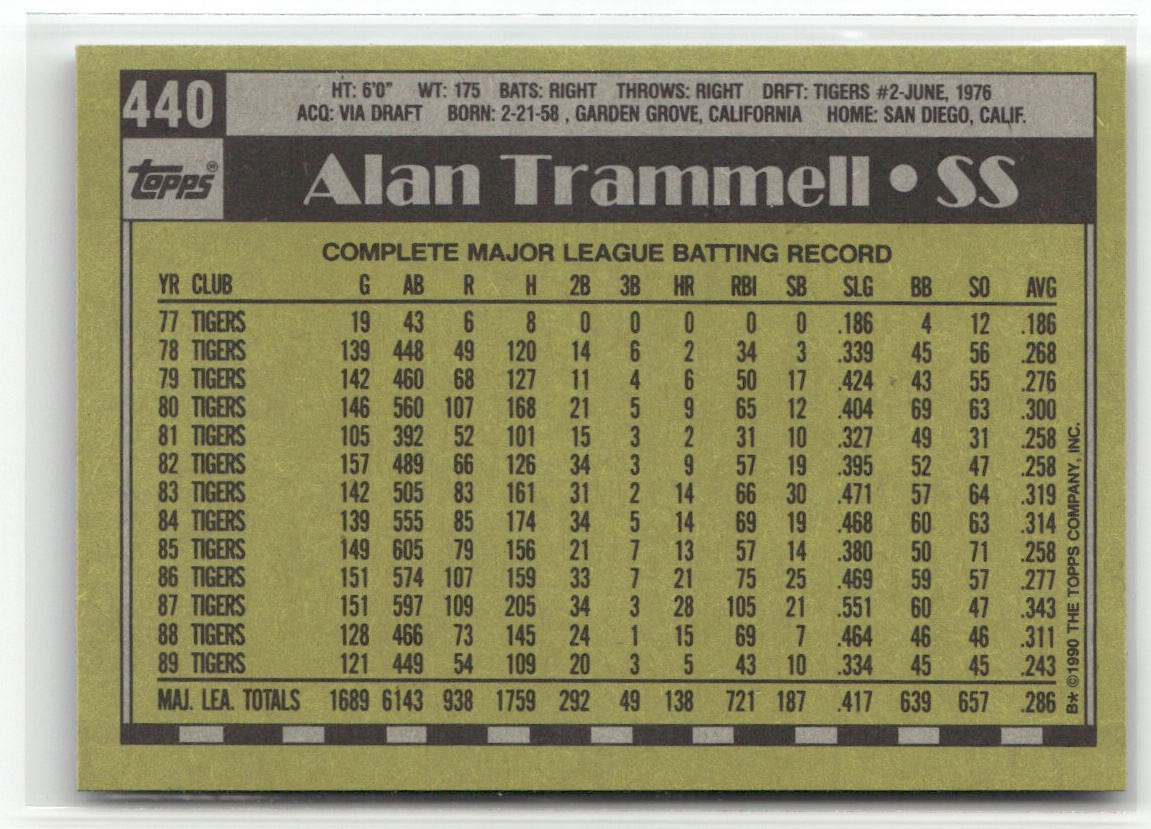 440
HT: 6'0" WT: 175 BATS: RIGHT THROWS: RIGHT DRFT: TIGERS #2-JUNE, 1976
ACQ: VIA DRAFT BORN: 2-21-58 , GARDEN GROVE, CALIFORNIA HOME: SAN DIEGO, CALIF.
topps®
Alan Trammell • SS
COMPLETE MAJOR LEAGUE BATTING RECORD
YR CLUB G AB R H 2B 3B HR RBI SB SLG BB SO AVG
77 TIGERS 19 43 6 8 0 0 0 0 0 .186 4 12 .186
78 TIGERS 139 448 49 120 14 6 2 34 3 .339 45 56 .268
79 TIGERS 142 460 68 127 11 4 6 50 17 .424 43 55 .276
80 TIGERS 146 560 107 168 21 5 9 65 12 .404 69 63 .300
81 TIGERS 105 392 52 101 15 3 2 31 10 .327 49 31 .258
82 TIGERS 157 489 66 126 34 3 9 57 19 .395 52 47 .258
83 TIGERS 142 505 83 161 31 2 14 66 30 .471 57 64 .319
84 TIGERS 139 555 85 174 34 5 14 69 19 .468 60 63 .314
85 TIGERS 149 605 79 156 21 7 13 57 14 .380 50 71 .258
86 TIGERS 151 574 107 159 33 7 21 75 25 .469 59 57 .277
87 TIGERS 151 597 109 205 34 3 28 105 21 .551 60 47 .343
88 TIGERS 128 466 73 145 24 1 15 69 7 .464 46 46 .311
89 TIGERS 121 449 54 109 20 3 5 43 10 .334 45 45 .243
MAJ. LEA. TOTALS 1689 6143 938 1759 292 49 138 721 187 .417 639 657 .286
B* ©1990 THE TOPPS COMPANY, INC.